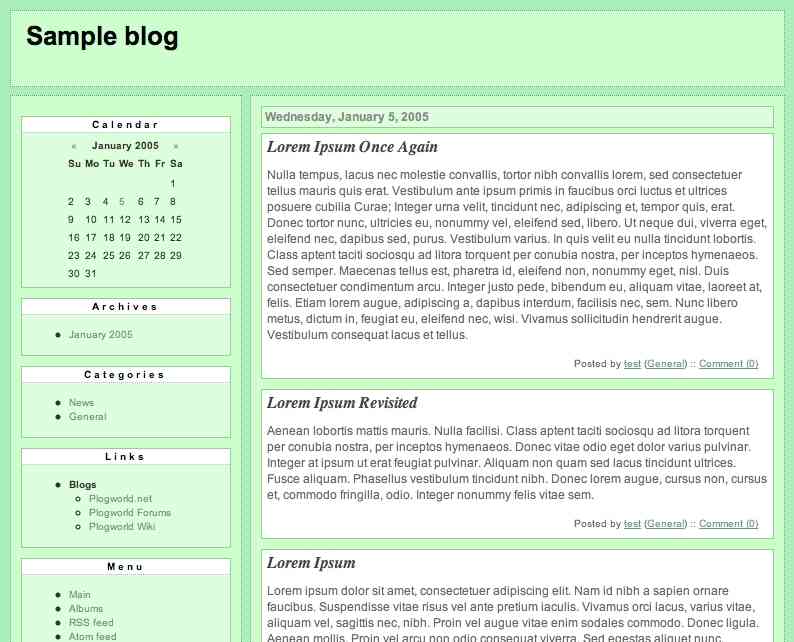 Sample blog
Calendar
« January 2005 »
Su Mo Tu We Th Fr Sa
1
2 3 4 5 6 7 8
9 10 11 12 13 14 15
16 17 18 19 20 21 22
23 24 25 26 27 28 29
30 31
Archives
January 2005
Categories
News
General
Links
Blogs
Plogworld.net
Plogworld Forums
Plogworld Wiki
Menu
Main
Albums
RSS feed
Atom feed
Wednesday, January 5, 2005
Lorem Ipsum Once Again
Nulla tempus, lacus nec molestie convallis, tortor nibh convallis lorem, sed consectetuer
tellus mauris quis erat. Vestibulum ante ipsum primis in faucibus orci luctus et ultrices
posuere cubilia Curae; Integer urna velit, tincidunt nec, adipiscing et, tempor quis, erat.
Donec tortor nunc, ultricies eu, nonummy vel, eleifend sed, libero. Ut neque dui, viverra eget,
eleifend nec, dapibus sed, purus. Vestibulum varius. In quis velit eu nulla tincidunt lobortis.
Class aptent taciti sociosqu ad litora torquent per conubia nostra, per inceptos hymenaeos.
Sed semper. Maecenas tellus est, pharetra id, eleifend non, nonummy eget, nisl. Duis
consectetuer condimentum arcu. Integer justo pede, bibendum eu, aliquam vitae, laoreet at,
felis. Etiam lorem augue, adipiscing a, dapibus interdum, facilisis nec, sem. Nunc libero
metus, dictum in, feugiat eu, eleifend nec, wisi. Vivamus sollicitudin hendrerit augue.
Vestibulum consequat lacus et tellus.
Posted by test (General) :: Comment (0)
Lorem Ipsum Revisited
Aenean lobortis mattis mauris. Nulla facilisi. Class aptent taciti sociosqu ad litora torquent
per conubia nostra, per inceptos hymenaeos. Donec vitae odio eget dolor varius pulvinar.
Integer at ipsum ut erat feugiat pulvinar. Aliquam non quam sed lacus tincidunt ultrices.
Fusce aliquam. Phasellus vestibulum tincidunt nibh. Donec lorem augue, cursus non, cursus
et, commodo fringilla, odio. Integer nonummy felis vitae sem.
Posted by test (General) :: Comment (0)
Lorem Ipsum
Lorem ipsum dolor sit amet, consectetuer adipiscing elit. Nam id nibh a sapien ornare
faucibus. Suspendisse vitae risus vel ante pretium iaculis. Vivamus orci lacus, varius vitae,
aliquam vel, sagittis nec, nibh. Proin vel augue vitae enim sodales commodo. Donec ligula.
Aenean mollis. Proin vel arcu non odio consequat viverra. Sed egestas aliquet nunc.